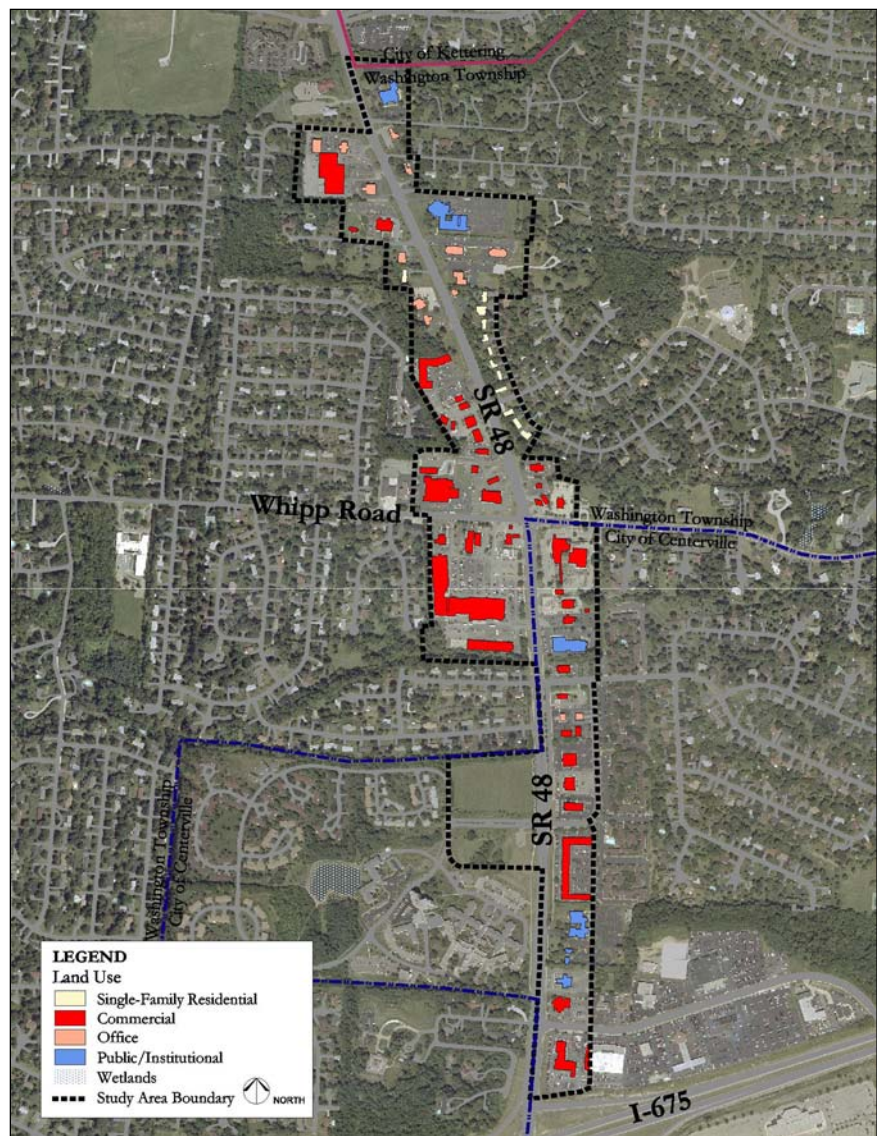 City of Kettering
Washington Township
SR 48
Whipp Road
Washington Township
City of Centerville
SR 48
Washington Township
City of Centerville
LEGEND
Land Use
Single-Family Residential
Commercial
Office
Public/Institutional
Wetlands
Study Area Boundary
NORTH
I-675